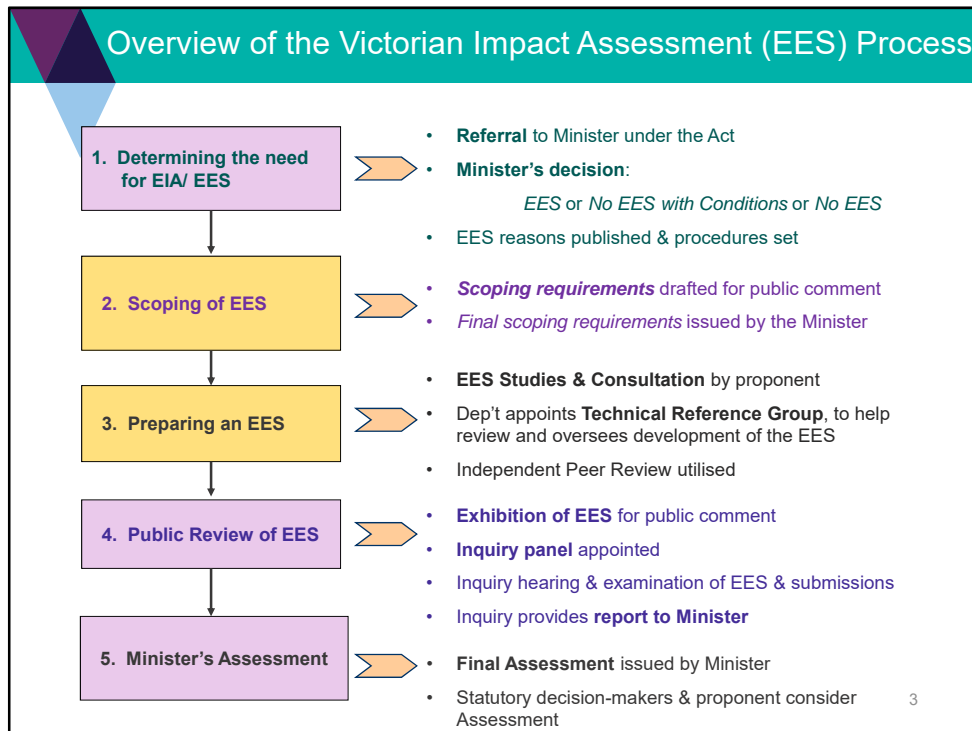 Overview of the Victorian Impact Assessment (EES) Process
1. Determining the need
for EIA/ EES
• Referral to Minister under the Act
• Minister's decision:
EES or No EES with Conditions or No EES
• EES reasons published & procedures set
2. Scoping of EES
• Scoping requirements drafted for public comment
• Final scoping requirements issued by the Minister
3. Preparing an EES
• EES Studies & Consultation by proponent
• Dep't appoints Technical Reference Group, to help
review and oversees development of the EES
• Independent Peer Review utilised
4. Public Review of EES
• Exhibition of EES for public comment
• Inquiry panel appointed
• Inquiry hearing & examination of EES & submissions
• Inquiry provides report to Minister
5. Minister's Assessment
• Final Assessment issued by Minister
• Statutory decision-makers & proponent consider
Assessment
3